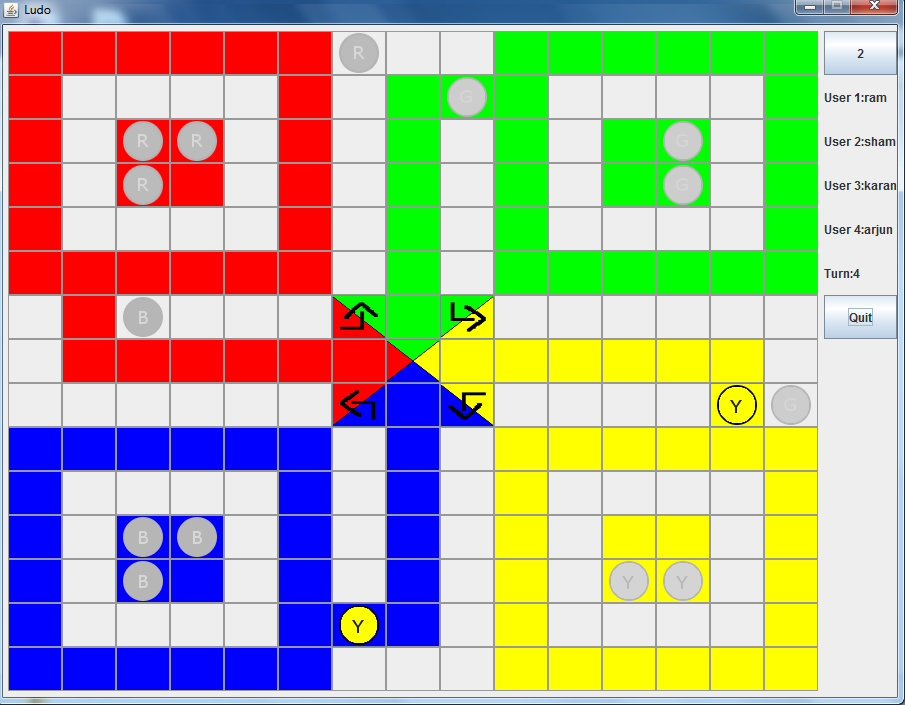 Ludo
R
2
G
User 1:ram
R R G
User 2:sham
R G
User 3:karan
User 4:arjun
Turn:4
B
Quit
Y G
B B
B Y Y
Y